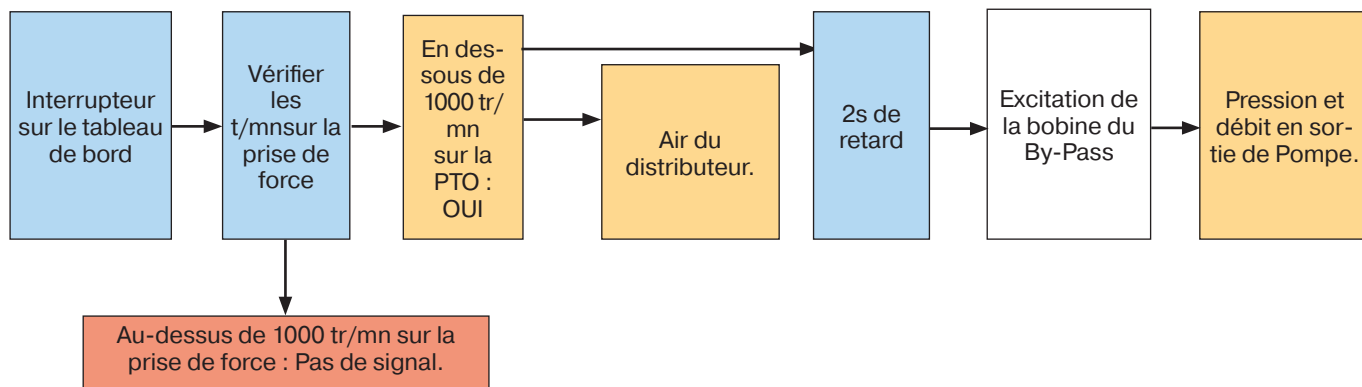 Interrupteur
sur le tableau
de bord
Vérifier
les
t/mnsur la
prise de
force
En des-
sous de
1000 tr/
mn
sur la
PTO :
OUI
Air du
distributeur.
2s de
retard
Excitation de
la bobine du
By-Pass
Pression et
débit en sor-
tie de Pompe.
Au-dessus de 1000 tr/mn sur la
prise de force : Pas de signal.